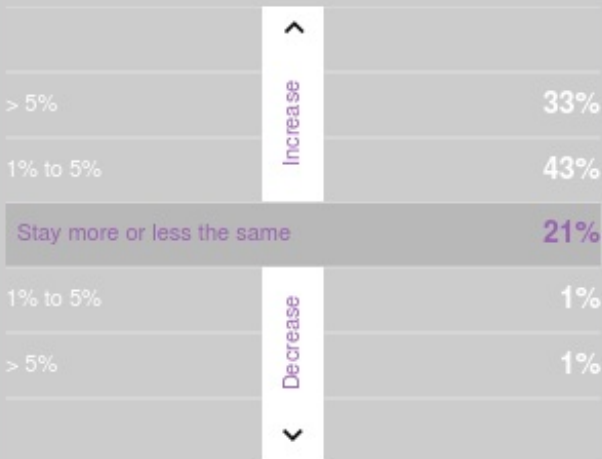 > 5%
33%
Increase
1% to 5%
43%
Stay more or less the same
21%
1% to 5%
1%
Decrease
> 5%
1%